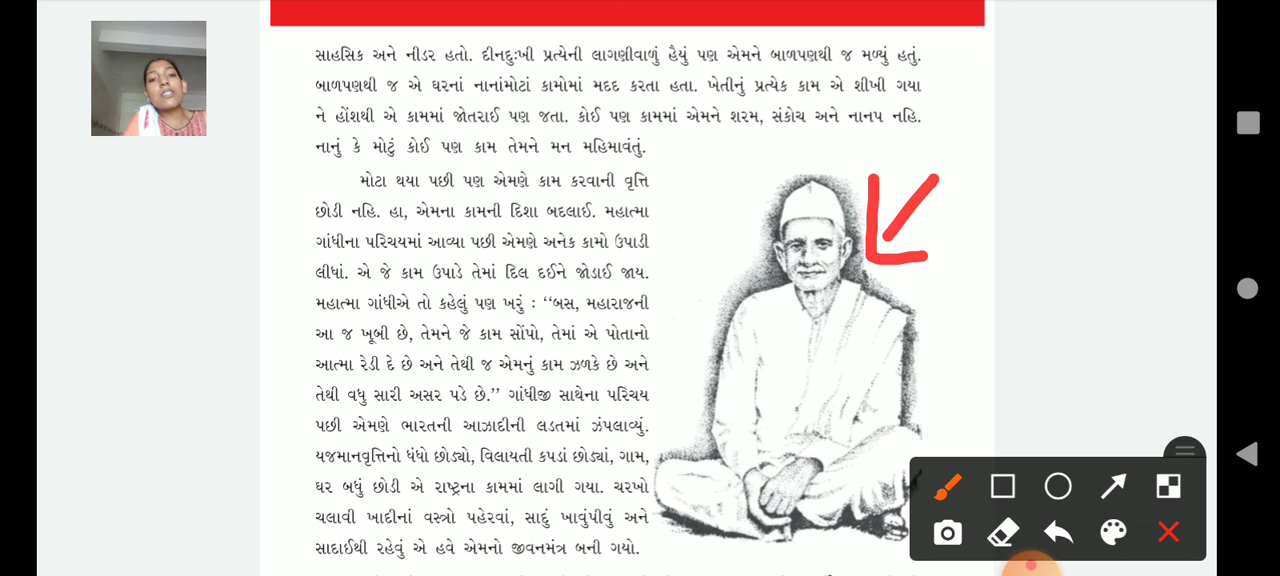 સાહસિક અને નીડર હતો. દીનદુઃખી પ્રત્યેની લાગણીવાળું હૈયું પણ એમને બાળપણથી જ મળ્યું હતું.
બાળપણથી જ એ ઘરનાં નાનાંમોટાં કામોમાં મદદ કરતા હતા. ખેતીનું પ્રત્યેક કામ એ શીખી ગયા
ને હોંશથી એ કામમાં જોતરાઈ પણ જતા. કોઈ પણ કામમાં એમને શરમ, સંકોચ અને નાનપ નહિ.
નાનું કે મોટું કોઈ પણ કામ તેમને મન મહિમાવંતું.
મોટા થયા પછી પણ એમણે કામ કરવાની વૃત્તિ
છોડી નહિ. હા, એમના કામની દિશા બદલાઈ. મહાત્મા
ગાંધીના પરિચયમાં આવ્યા પછી એમણે અનેક કામો ઉપાડી
લીધાં. એ જે કામ ઉપાડે તેમાં દિલ દઈને જોડાઈ જાય.
મહાત્મા ગાંધીએ તો કહેલું પણ ખરું : ‘‘બસ, મહારાજની
આ જ ખૂબી છે, તેમને જે કામ સોંપો, તેમાં એ પોતાનો
આત્મા રેડી દે છે અને તેથી જ એમનું કામ ઝળકે છે અને
તેથી વધુ સારી અસર પડે છે.’’ ગાંધીજી સાથેના પરિચય
પછી એમણે ભારતની આઝાદીની લડતમાં ઝંપલાવ્યું.
યજમાનવૃત્તિનો ધંધો છોડ્યો, વિલાયતી કપડાં છોડ્યાં, ગામ,
ઘર બધું છોડી એ રાષ્ટ્રના કામમાં લાગી ગયા. ચરખો
ચલાવી ખાદીનાં વસ્ત્રો પહેરવાં, સાદું ખાવુંપીવું અને
સાદાઈથી રહેવું એ હવે એમનો જીવનમંત્ર બની ગયો.